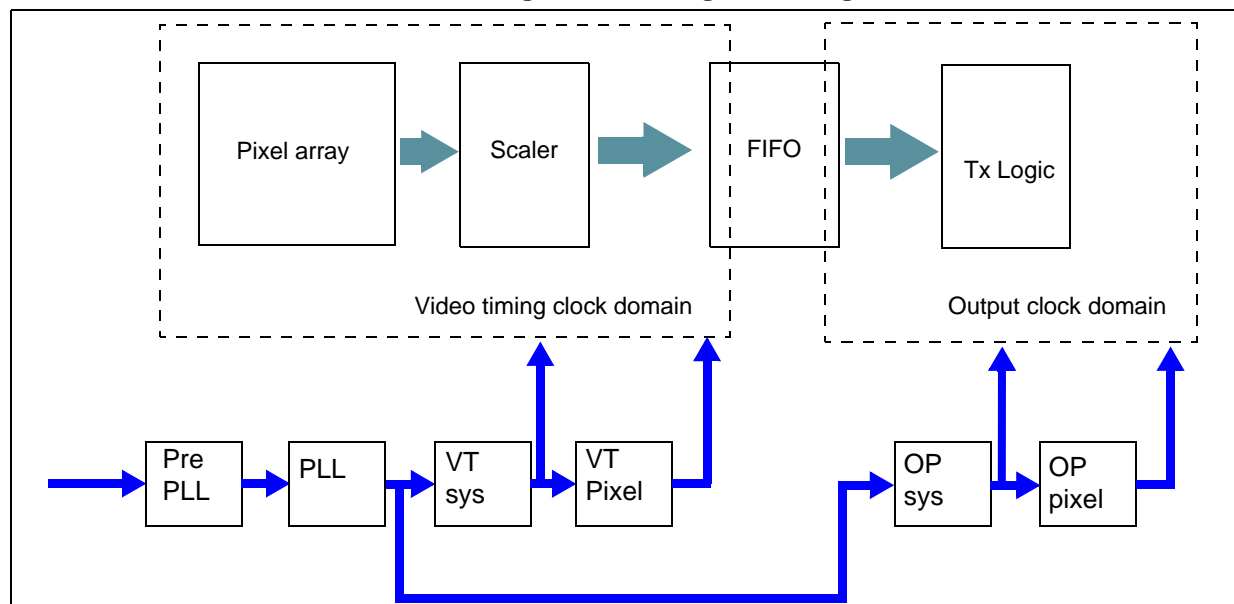 Pixel array
Scaler
FIFO
Tx Logic
Video timing clock domain
Output clock domain
Pre
PLL
PLL
VT
sys
VT
Pixel
OP
sys
OP
pixel